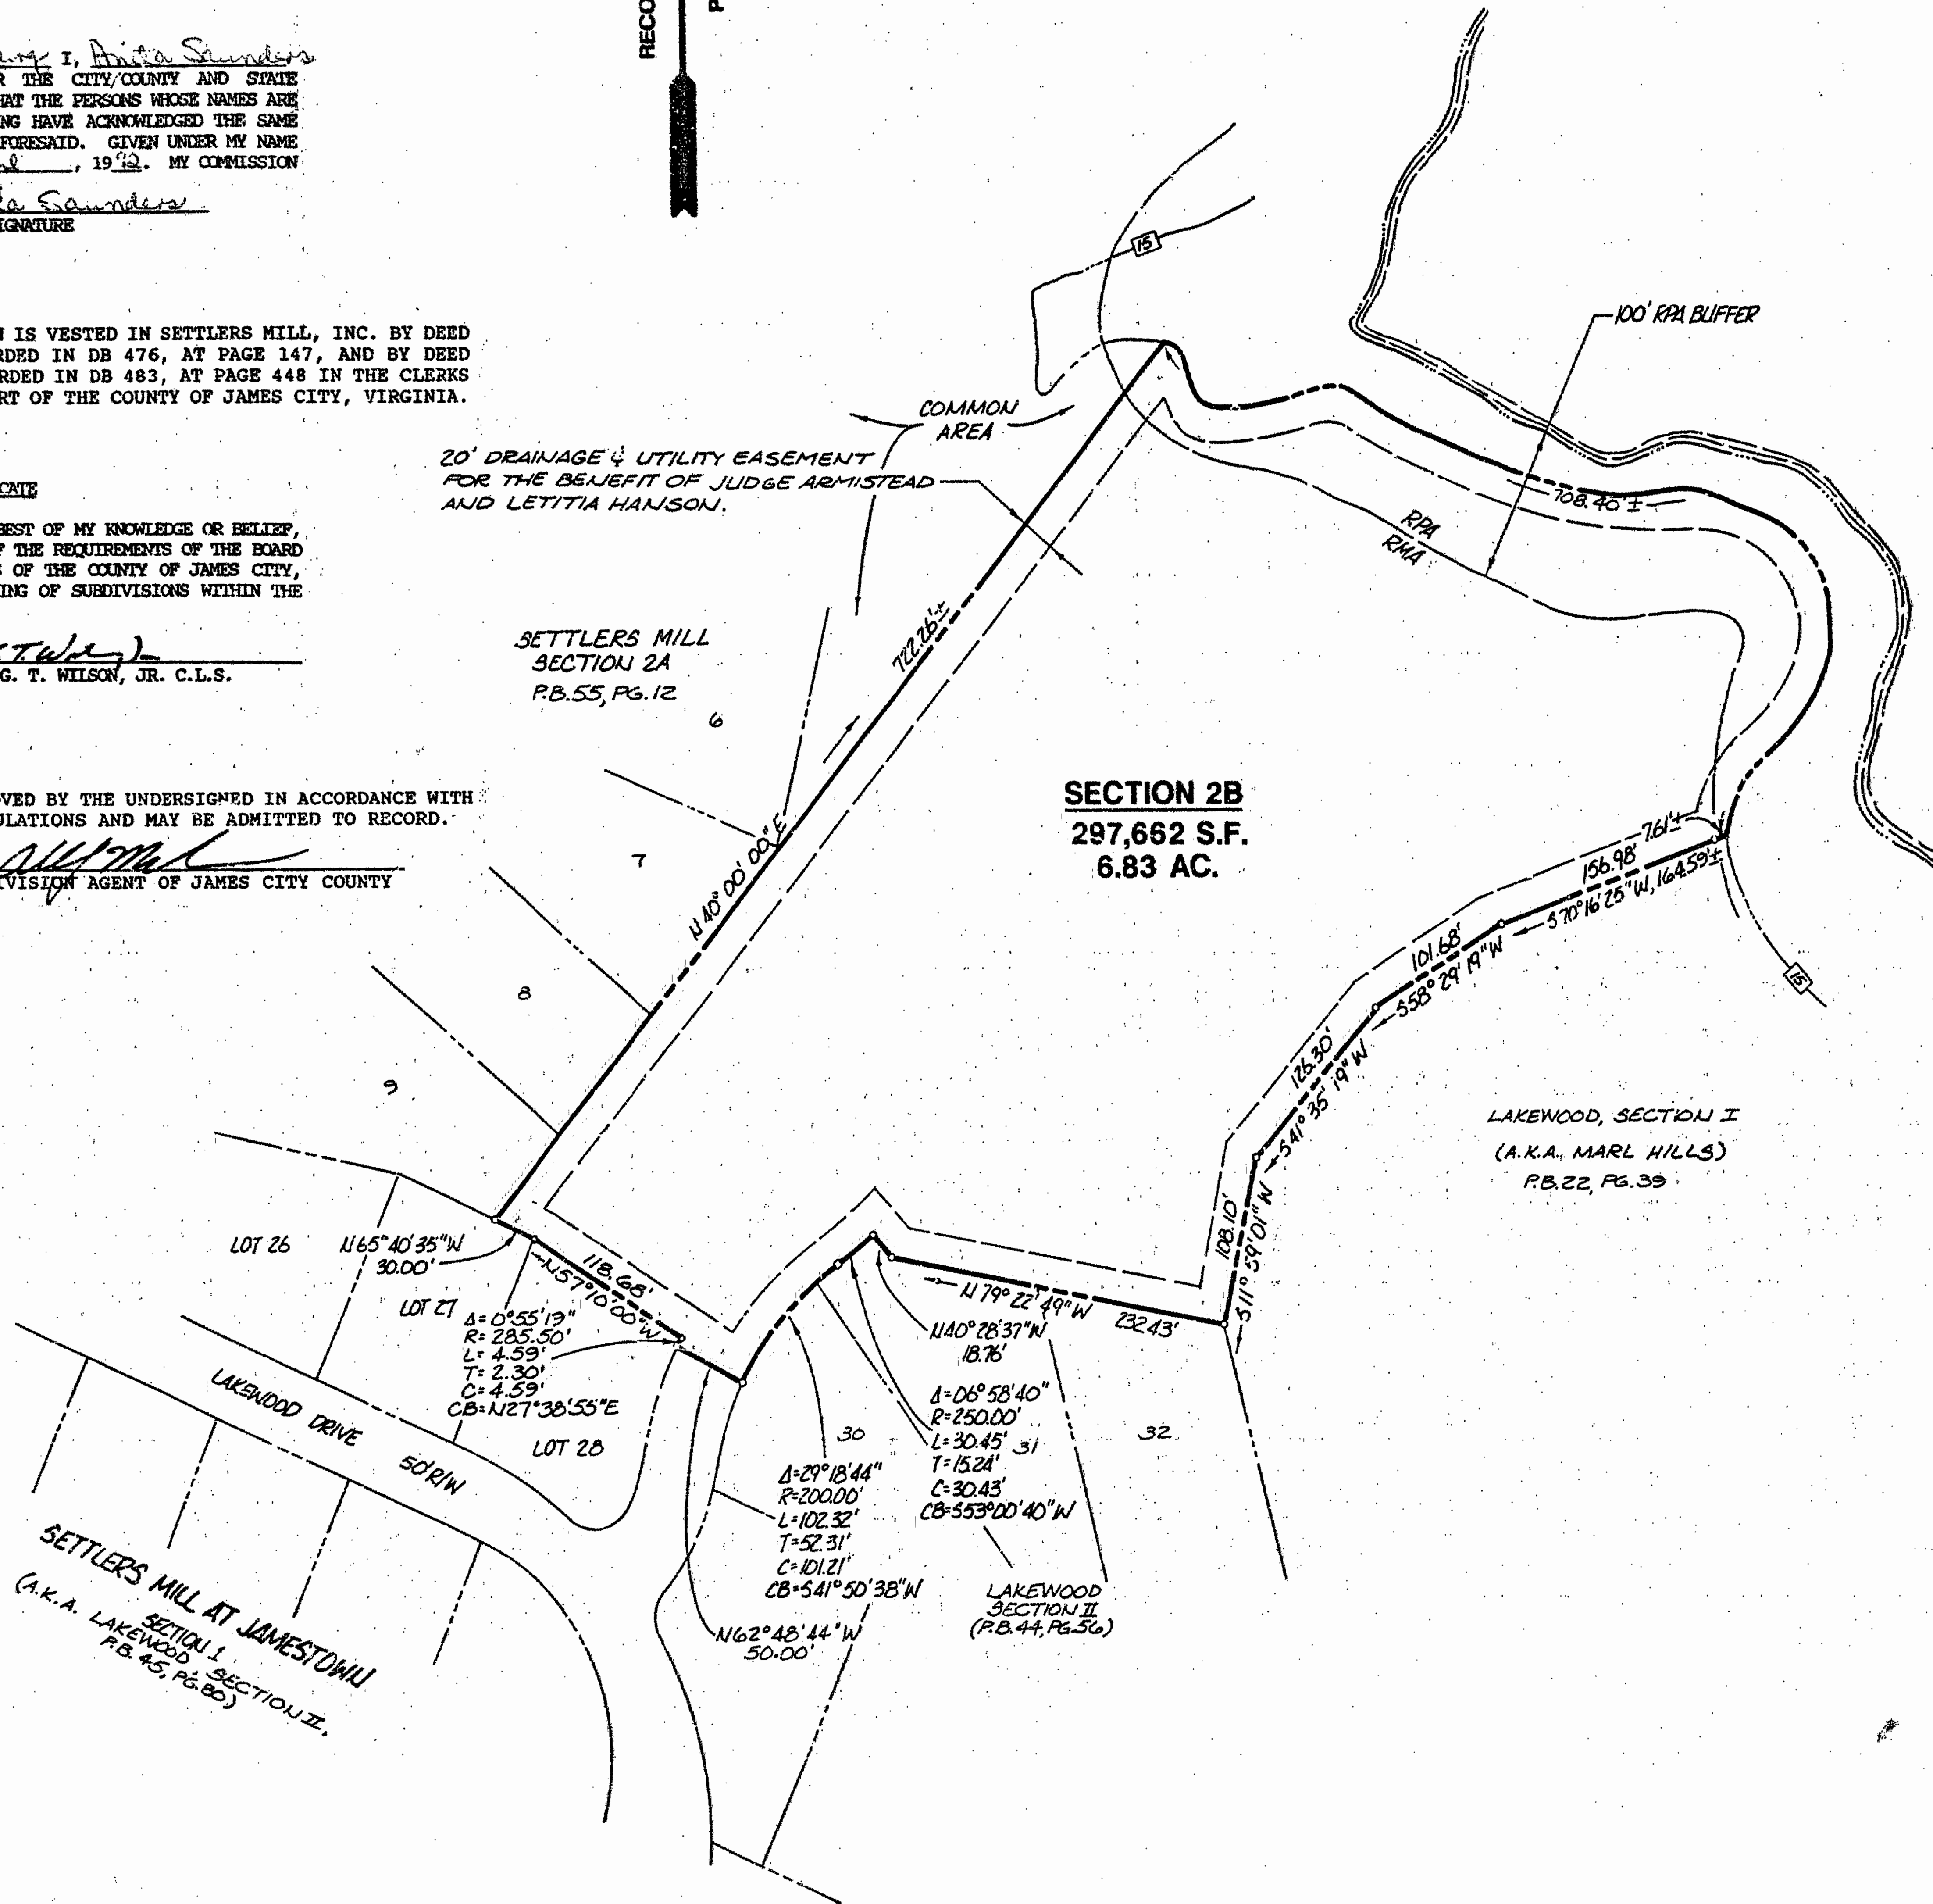 I, Anita Saunders
THE CITY/COUNTY AND STATE
THAT THE PERSONS WHOSE NAMES ARE
HAVE ACKNOWLEDGED THE SAME
FORESAID. GIVEN UNDER MY NAME
, 1992. MY COMMISSION
Saunders
SIGNATURE
IS VESTED IN SETTLERS MILL, INC. BY DEED
RDED IN DB 476, AT PAGE 147, AND BY DEED
RDED IN DB 483, AT PAGE 448 IN THE CLERKS
RT OF THE COUNTY OF JAMES CITY, VIRGINIA.
CATE
BEST OF MY KNOWLEDGE OR BELIEF,
THE REQUIREMENTS OF THE BOARD
S OF THE COUNTY OF JAMES CITY,
ING OF SUBDIVISIONS WITHIN THE
G. T. WILSON, JR. C.L.S.
VED BY THE UNDERSIGNED IN ACCORDANCE WITH
ULATIONS AND MAY BE ADMITTED TO RECORD.
VISION AGENT OF JAMES CITY COUNTY
RECO
P
15
100' RPA BUFFER
COMMON
AREA
20' DRAINAGE & UTILITY EASEMENT
FOR THE BENEFIT OF JUDGE ARMISTEAD
AND LETITIA HANSON.
708.46'±
RPA
RMA
722.26'±
SETTLERS MILL
SECTION 2A
P.B.55, PG.12
6
7
8
9
N40°00'00"E
SECTION 2B
297,662 S.F.
6.83 AC.
7.61'±
156.98'
S70°16'25"W, 164.59'±
101.68'
S58°29'19"W
15
126.30'
S41°35'19"W
LAKEWOOD, SECTION I
(A.K.A. MARL HILLS)
P.B.22, PG.39
108.10'
S11°59'01"W
LOT 26
N65°40'35"W
30.00'
118.68'
N57°10'00"W
LOT 27
Δ=0°55'19"
R=285.50'
L=4.59'
T=2.30'
C=4.59'
CB=N27°38'55"E
N79°22'49"W
232.43'
N40°28'37"W
18.76'
LAKEWOOD DRIVE 50'R/W
LOT 28
30
31
32
Δ=06°58'40"
R=250.00'
L=30.45'
T=15.24'
C=30.43'
CB=S53°00'40"W
Δ=29°18'44"
R=200.00'
L=102.32'
T=52.31'
C=101.21'
CB=S41°50'38"W
LAKEWOOD
SECTION II
(P.B.44, PG.56)
N62°48'44"W
50.00'
SETTLERS MILL AT JAMESTOWN
SECTION 1
(A.K.A. LAKEWOOD, SECTION II,
P.B.45, PG.80)